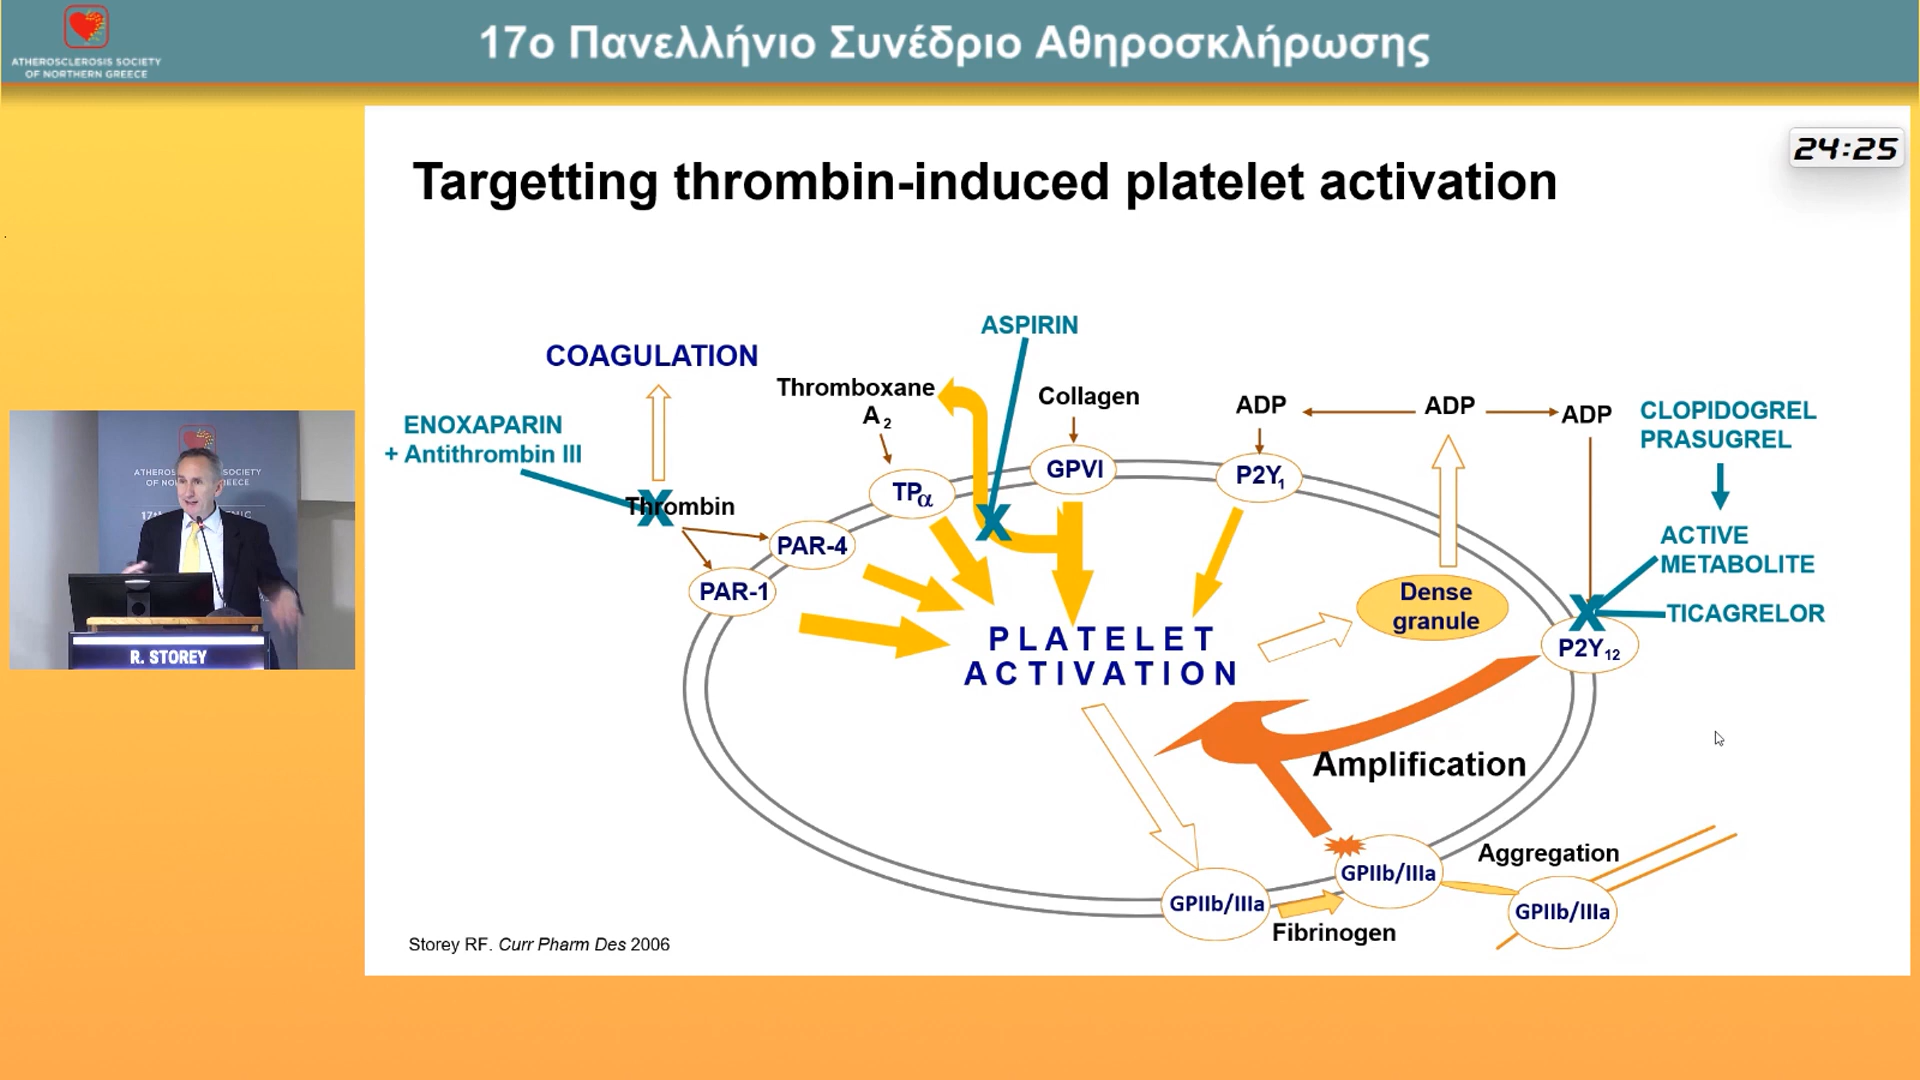 ATHEROSCLEROSIS SOCIETY
OF NORTHERN GREECE
17ο Πανελλήνιο Συνέδριο Αθηροσκλήρωσης
24:25
Targetting thrombin-induced platelet activation
ASPIRIN
COAGULATION
Thromboxane
A2
Collagen
ADP
ADP
ADP
CLOPIDOGREL
PRASUGREL
ENOXAPARIN
+ Antithrombin III
Thrombin
TPα
GPVI
P2Y1
PAR-4
PAR-1
ACTIVE
METABOLITE
TICAGRELOR
Dense
granule
P2Y12
PLATELET
ACTIVATION
Amplification
Aggregation
GPIIb/IIIa
GPIIb/IIIa
GPIIb/IIIa
Fibrinogen
Storey RF. Curr Pharm Des 2006
R. STOREY